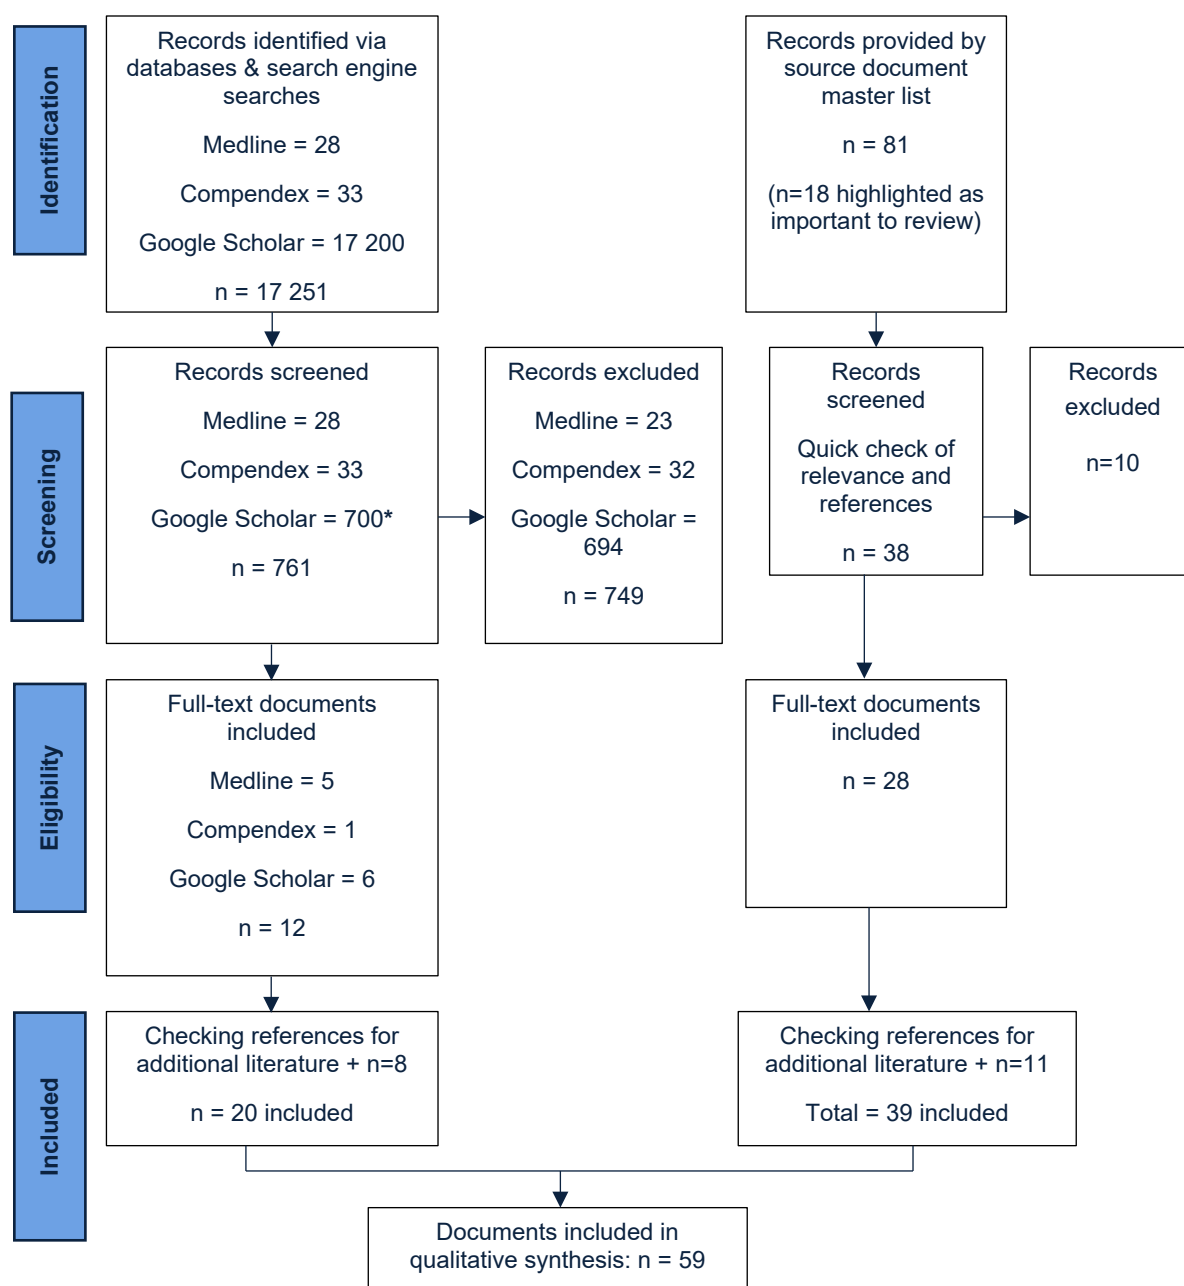 Identification
Records identified via
databases & search engine
searches
Medline = 28
Compendex = 33
Google Scholar = 17 200
n = 17 251
Records provided by
source document
master list
n = 81
(n=18 highlighted as
important to review)
Screening
Records screened
Medline = 28
Compendex = 33
Google Scholar = 700*
n = 761
Records excluded
Medline = 23
Compendex = 32
Google Scholar =
694
n = 749
Records
screened
Quick check of
relevance and
references
n = 38
Records
excluded
n=10
Eligibility
Full-text documents
included
Medline = 5
Compendex = 1
Google Scholar = 6
n = 12
Full-text documents
included
n = 28
Included
Checking references for
additional literature + n=8
n = 20 included
Checking references for
additional literature + n=11
Total = 39 included
Documents included in
qualitative synthesis: n = 59